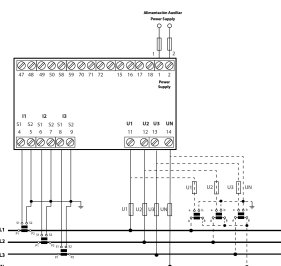 Alimentación Auxiliar
Power Supply
1 2
47 48 49 50 58 59 70 71 72 15 16 17 18 1 2
Power
Supply
I1 I2 I3
S1 S2 S1 S2 S1 S2
4 5 6 7 8 9
U1 U2 U3 UN
11 12 13 14
U1 U2 U3 UN
U1 U2 U3 UN
L1
L2
L3